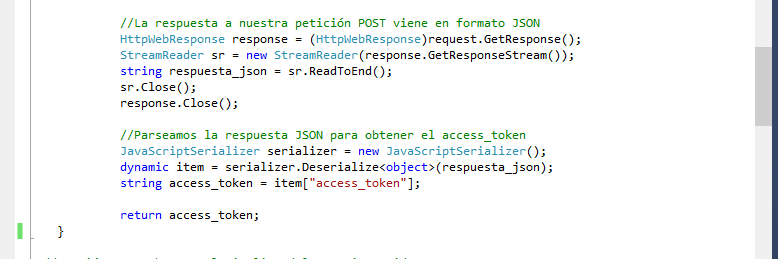 //La respuesta a nuestra petición POST viene en formato JSON
HttpWebResponse response = (HttpWebResponse)request.GetResponse();
StreamReader sr = new StreamReader(response.GetResponseStream());
string respuesta_json = sr.ReadToEnd();
sr.Close();
response.Close();
//Parseamos la respuesta JSON para obtener el access_token
JavaScriptSerializer serializer = new JavaScriptSerializer();
dynamic item = serializer.Deserialize<object>(respuesta_json);
string access_token = item["access_token"];
return access_token;
}